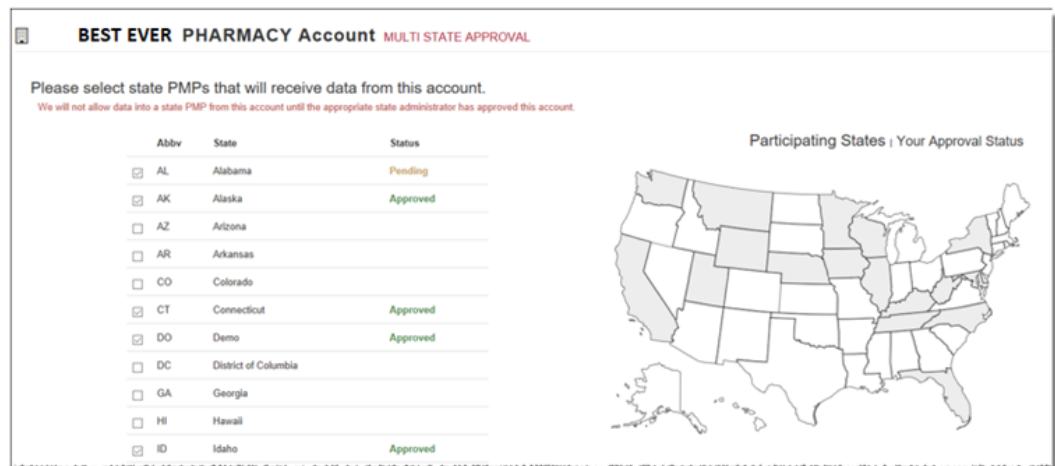 BEST EVER PHARMACY Account MULTI STATE APPROVAL
Please select state PMPs that will receive data from this account.
We will not allow data into a state PMP from this account until the appropriate state administrator has approved this account.
Abbv State Status
AL Alabama Pending
AK Alaska Approved
AZ Arizona
AR Arkansas
CO Colorado
CT Connecticut Approved
DO Demo Approved
DC District of Columbia
GA Georgia
HI Hawaii
ID Idaho Approved
Participating States | Your Approval Status